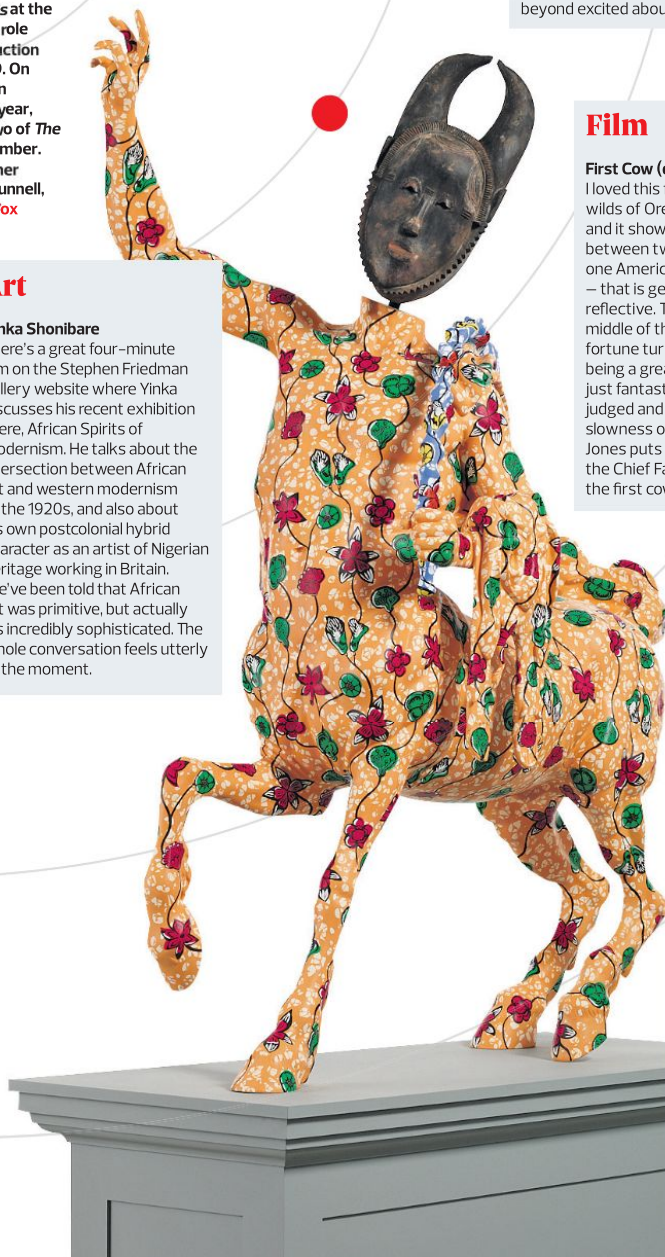 s at the
role
uction
. On
n
year,
yo of The
mber.
ner
unnell,
Fox
Art
nka Shonibare
ere's a great four-minute
m on the Stephen Friedman
allery website where Yinka
scusses his recent exhibition
ere, African Spirits of
odernism. He talks about the
ersection between African
t and western modernism
the 1920s, and also about
s own postcolonial hybrid
aracter as an artist of Nigerian
eritage working in Britain.
e've been told that African
t was primitive, but actually
s incredibly sophisticated. The
hole conversation feels utterly
the moment.
beyond excited abou
Film
First Cow (
I loved this
wilds of Ore
and it show
between tw
one Americ
– that is ge
reflective. T
middle of th
fortune tur
being a grea
just fantast
judged and
slowness o
Jones puts
the Chief Fa
the first cov